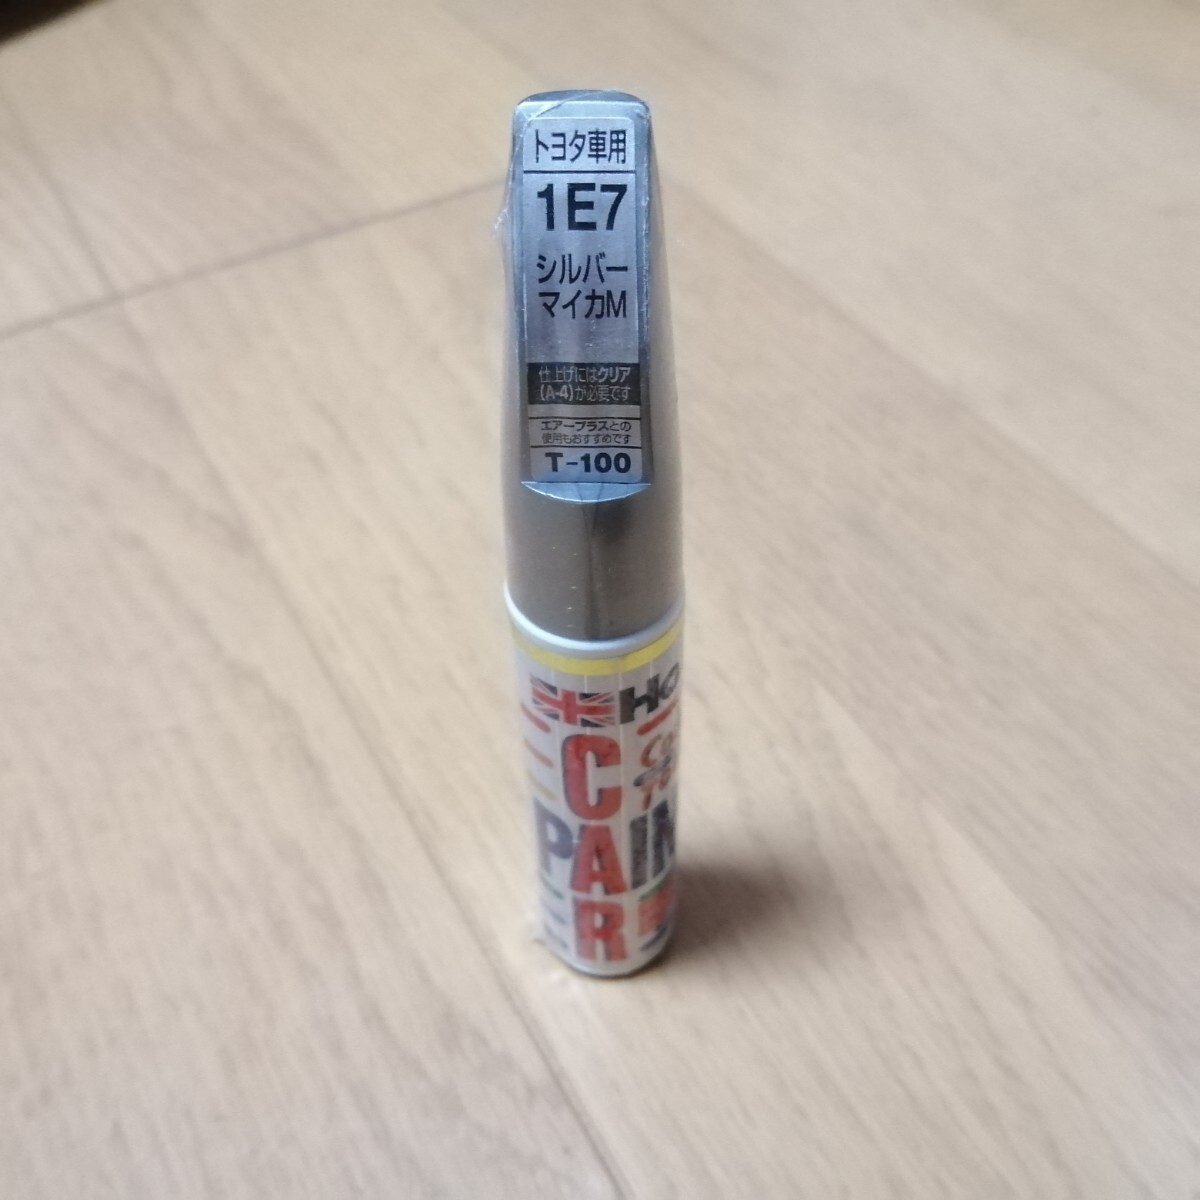 トヨタ車用
1E7
シルバー
マイカM
仕上げにはクリア
(A-4)が必要です
エアープラスとの
使用もおすすめです
T-100
CAR